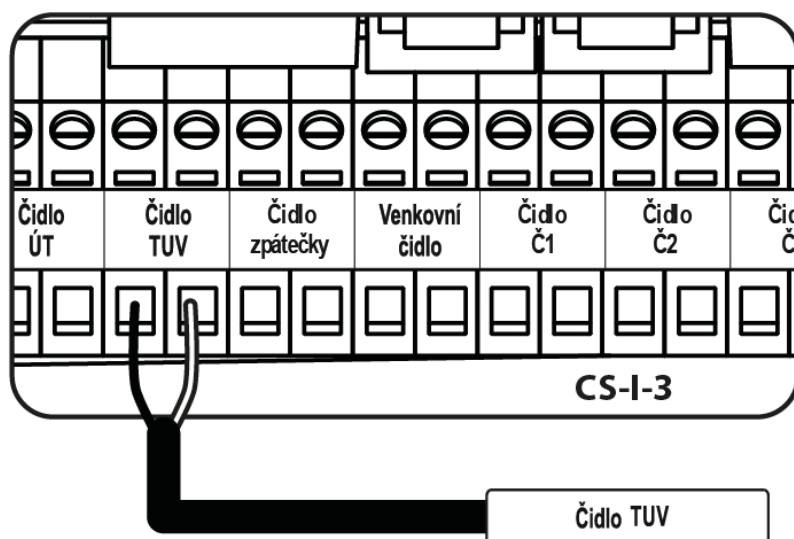 Čidlo
ÚT
Čidlo
TUV
Čidlo
zpátečky
Venkovní
čidlo
Čidlo
Č1
Čidlo
Č2
CS-I-3
Čidlo TUV